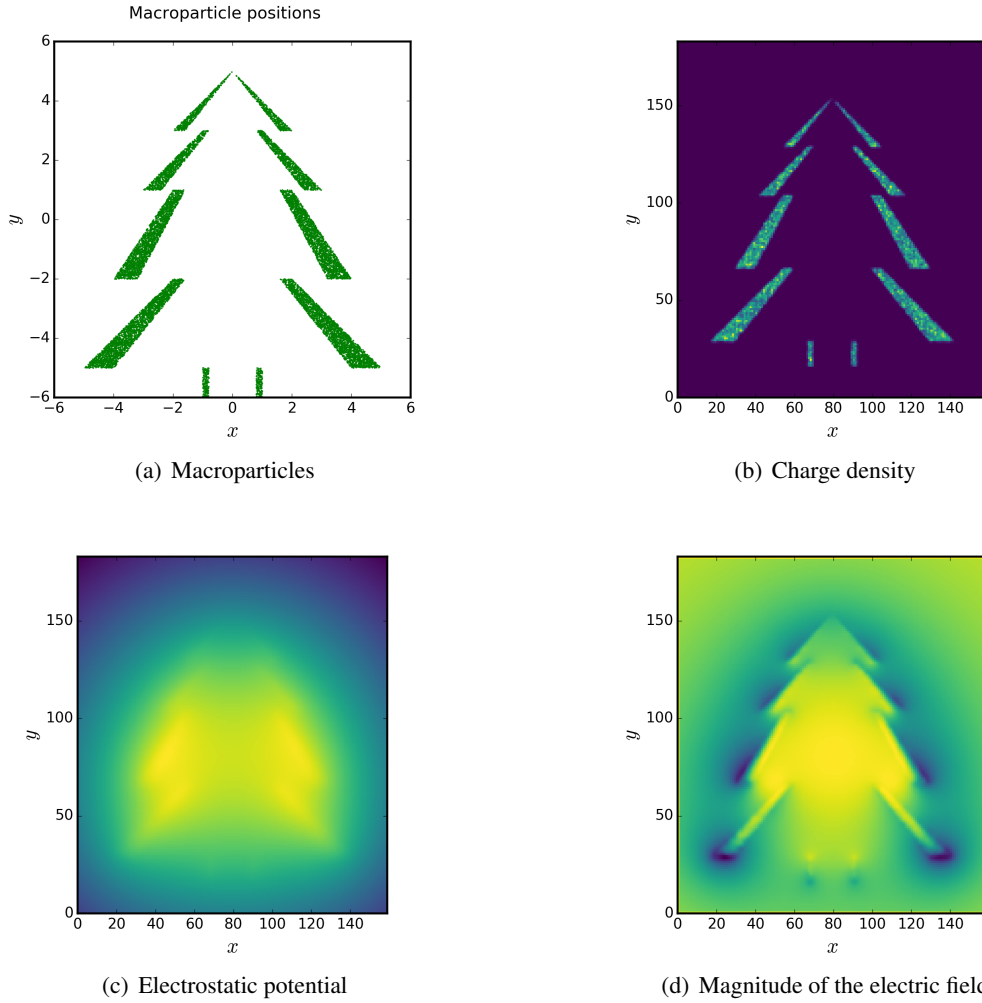 Macroparticle positions
6
4
2
0
−2
−4
−6
y
−6 −4 −2 0 2 4 6
x
(a) Macroparticles
150
100
50
0
y
0 20 40 60 80 100 120 140
x
(b) Charge density
150
100
50
0
y
0 20 40 60 80 100 120 140
x
(c) Electrostatic potential
150
100
50
0
y
0 20 40 60 80 100 120 140
x
(d) Magnitude of the electric field